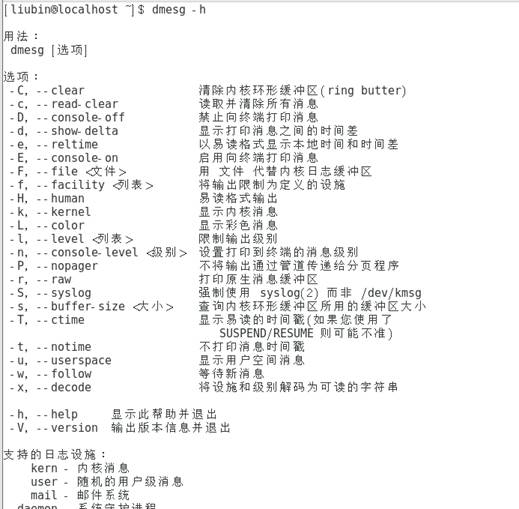 [liubin@localhost ~]$ dmesg -h
用法：
dmesg [选项]
选项：
-C, --clear 清除内核环形缓冲区(ring butter)
-c, --read-clear 读取并清除所有消息
-D, --console-off 禁止向终端打印消息
-d, --show-delta 显示打印消息之间的时间差
-e, --reltime 以易读格式显示本地时间和时间差
-E, --console-on 启用向终端打印消息
-F, --file <文件> 用 文件 代替内核日志缓冲区
-f, --facility <列表> 将输出限制为定义的设施
-H, --human 易读格式输出
-k, --kernel 显示内核消息
-L, --color 显示彩色消息
-l, --level <列表> 限制输出级别
-n, --console-level <级别> 设置打印到终端的消息级别
-P, --nopager 不将输出通过管道传递给分页程序
-r, --raw 打印原生消息缓冲区
-S, --syslog 强制使用 syslog(2) 而非 /dev/kmsg
-s, --buffer-size <大小> 查询内核环形缓冲区所用的缓冲区大小
-T, --ctime 显示易读的时间戳(如果您使用了
SUSPEND/RESUME 则可能不准)
-t, --notime 不打印消息时间戳
-u, --userspace 显示用户空间消息
-w, --follow 等待新消息
-x, --decode 将设施和级别解码为可读的字符串
-h, --help 显示此帮助并退出
-V, --version 输出版本信息并退出
支持的日志设施：
kern - 内核消息
user - 随机的用户级消息
mail - 邮件系统
daemon - 系统守护进程